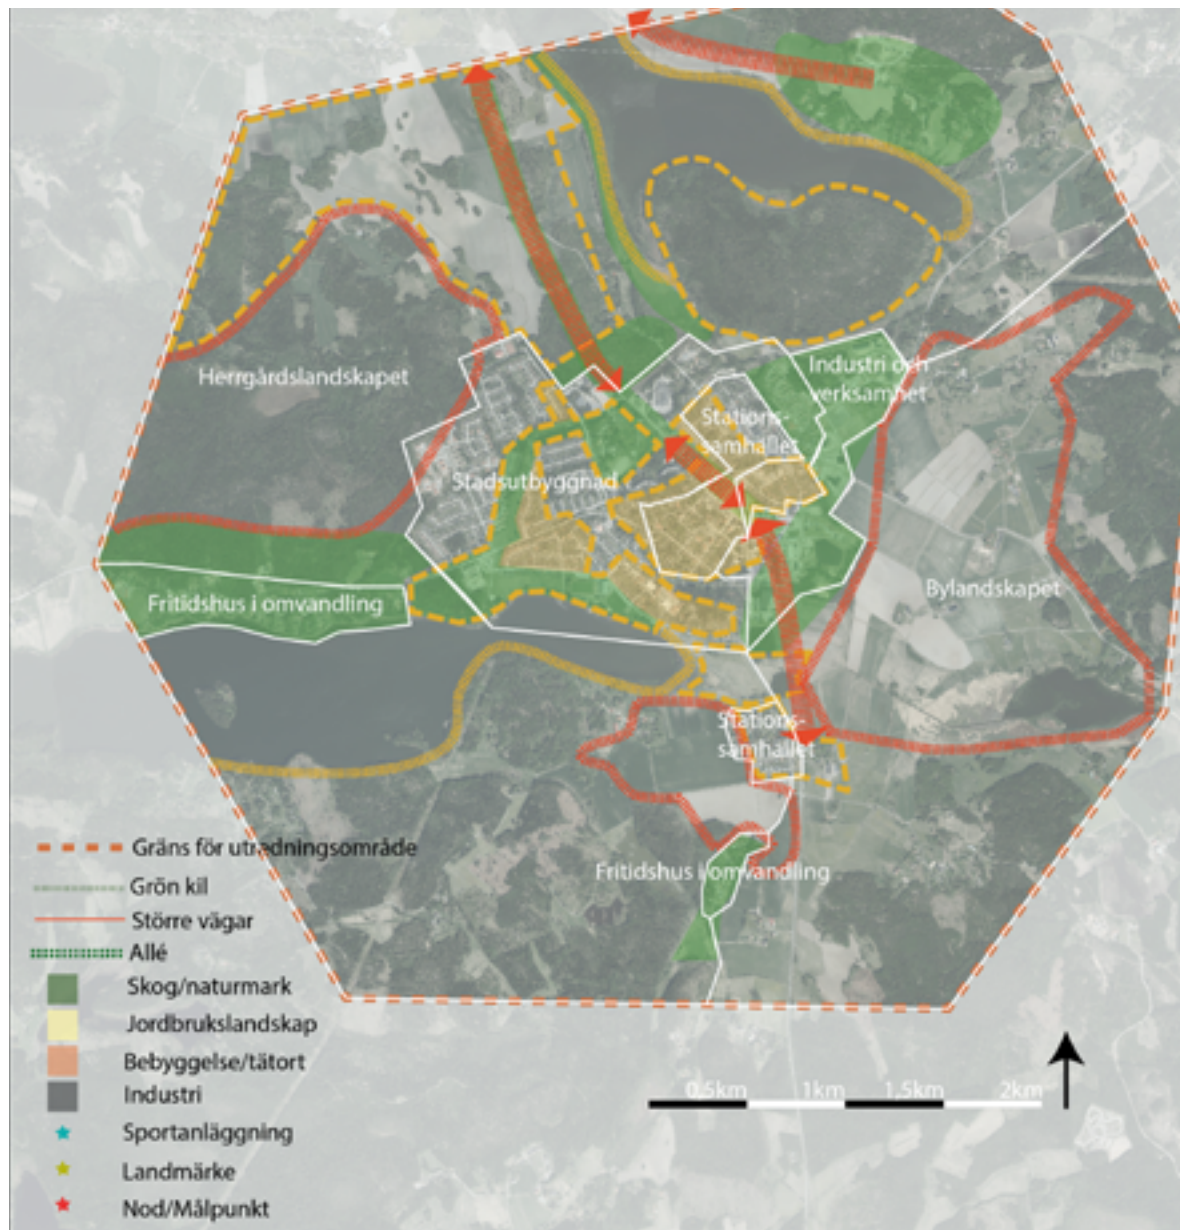 Industri och
verksamhet
Herrgårdslandskapet
Stations-
samhället
Stadsutbyggnad
Bylandskapet
Fritidshus i omvandling
Stations-
samhället
Fritidshus i omvandling
Gräns för utredningsområde
Grön kil
Större vägar
Allé
Skog/naturmark
Jordbrukslandskap
Bebyggelse/tätort
Industri
Sportanläggning
Landmärke
Nod/Målpunkt
0,5km 1km 1,5km 2km